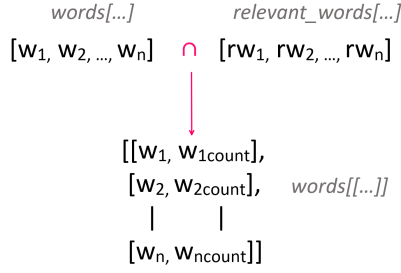 words[…] relevant_words[…]
[w₁, w₂, …, wₙ] ∩ [rw₁, rw₂, …, rwₙ]
[[w₁, w₁count],
[w₂, w₂count], words[[…]]
| |
[wₙ, wₙcount]]